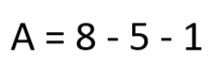 A = 8 - 5 - 1